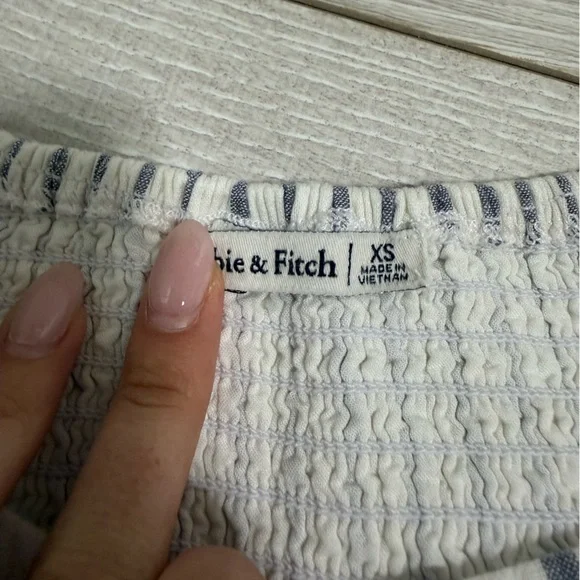 bie & Fitch
XS
MADE IN
VIETNAM